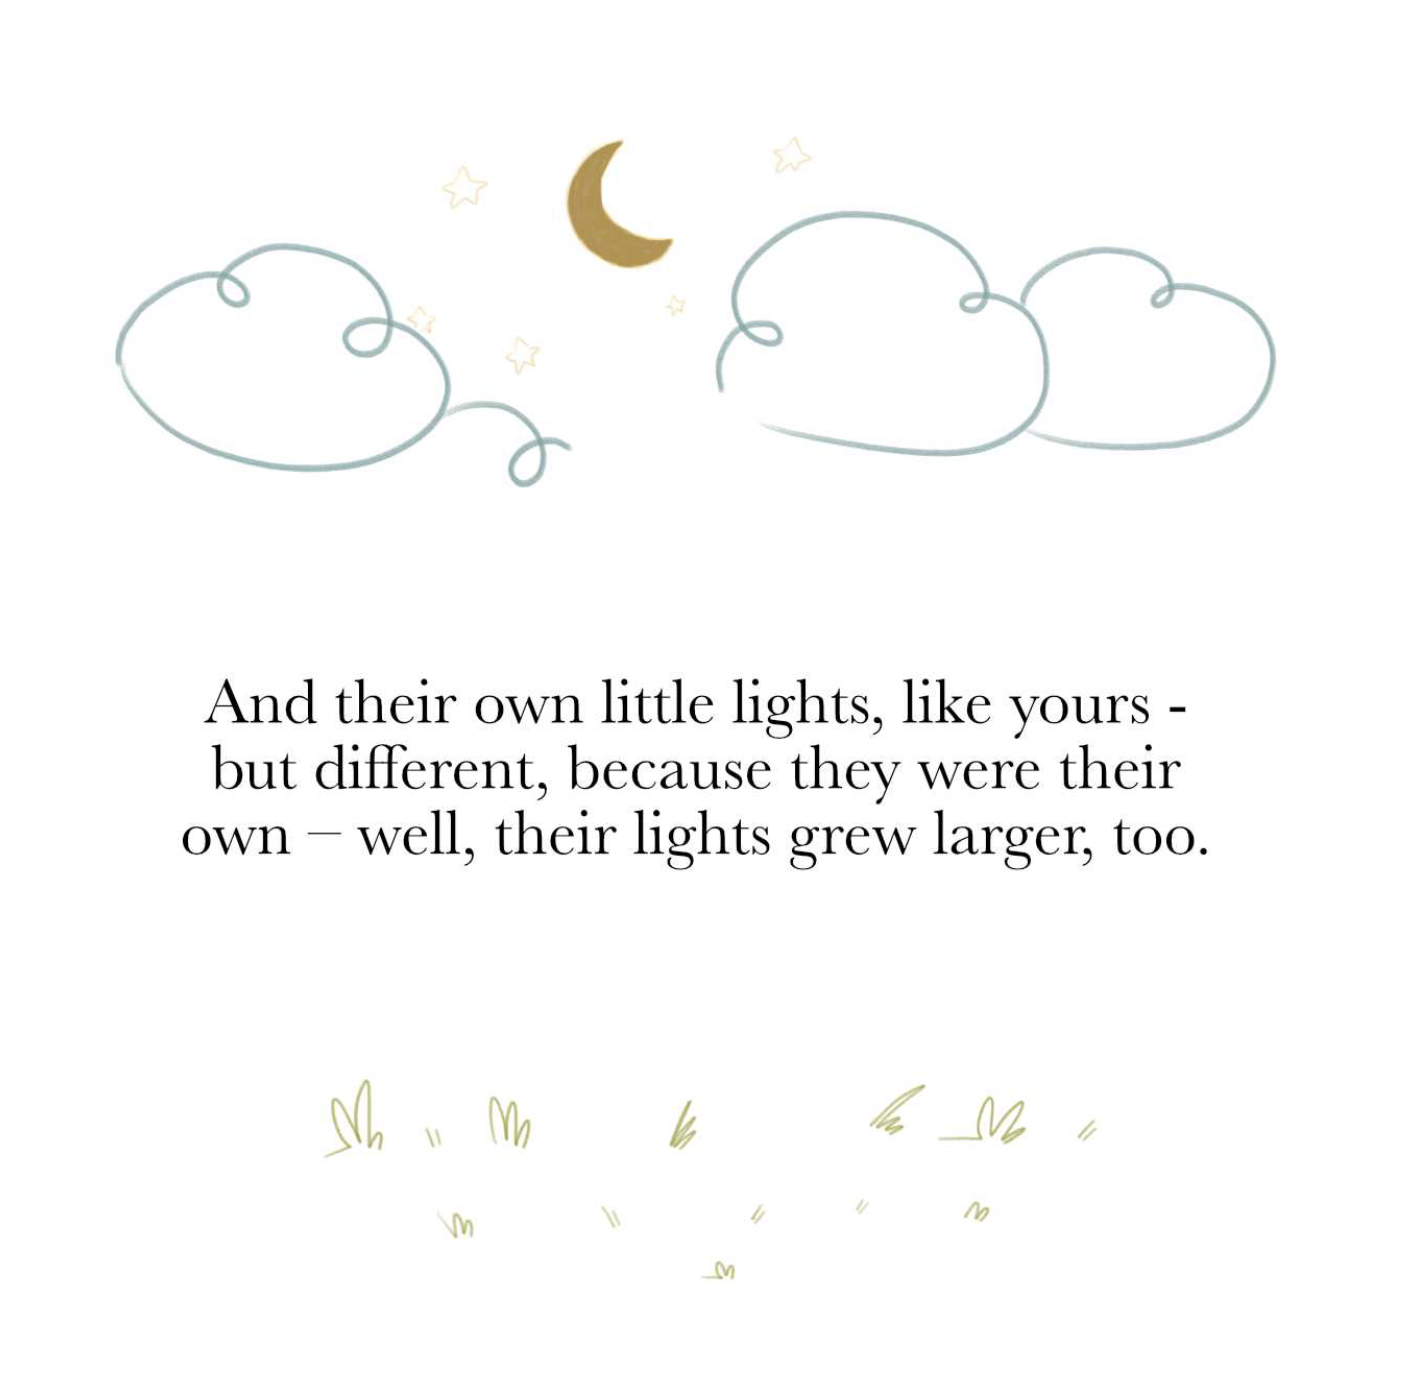 And their own little lights, like yours -
but different, because they were their
own – well, their lights grew larger, too.